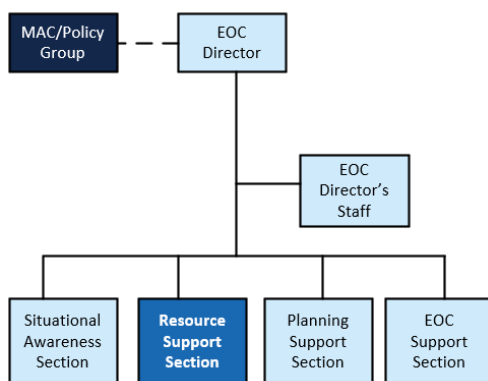 MAC/Policy
Group
EOC
Director
EOC
Director's
Staff
Situational
Awareness
Section
Resource
Support
Section
Planning
Support
Section
EOC
Support
Section